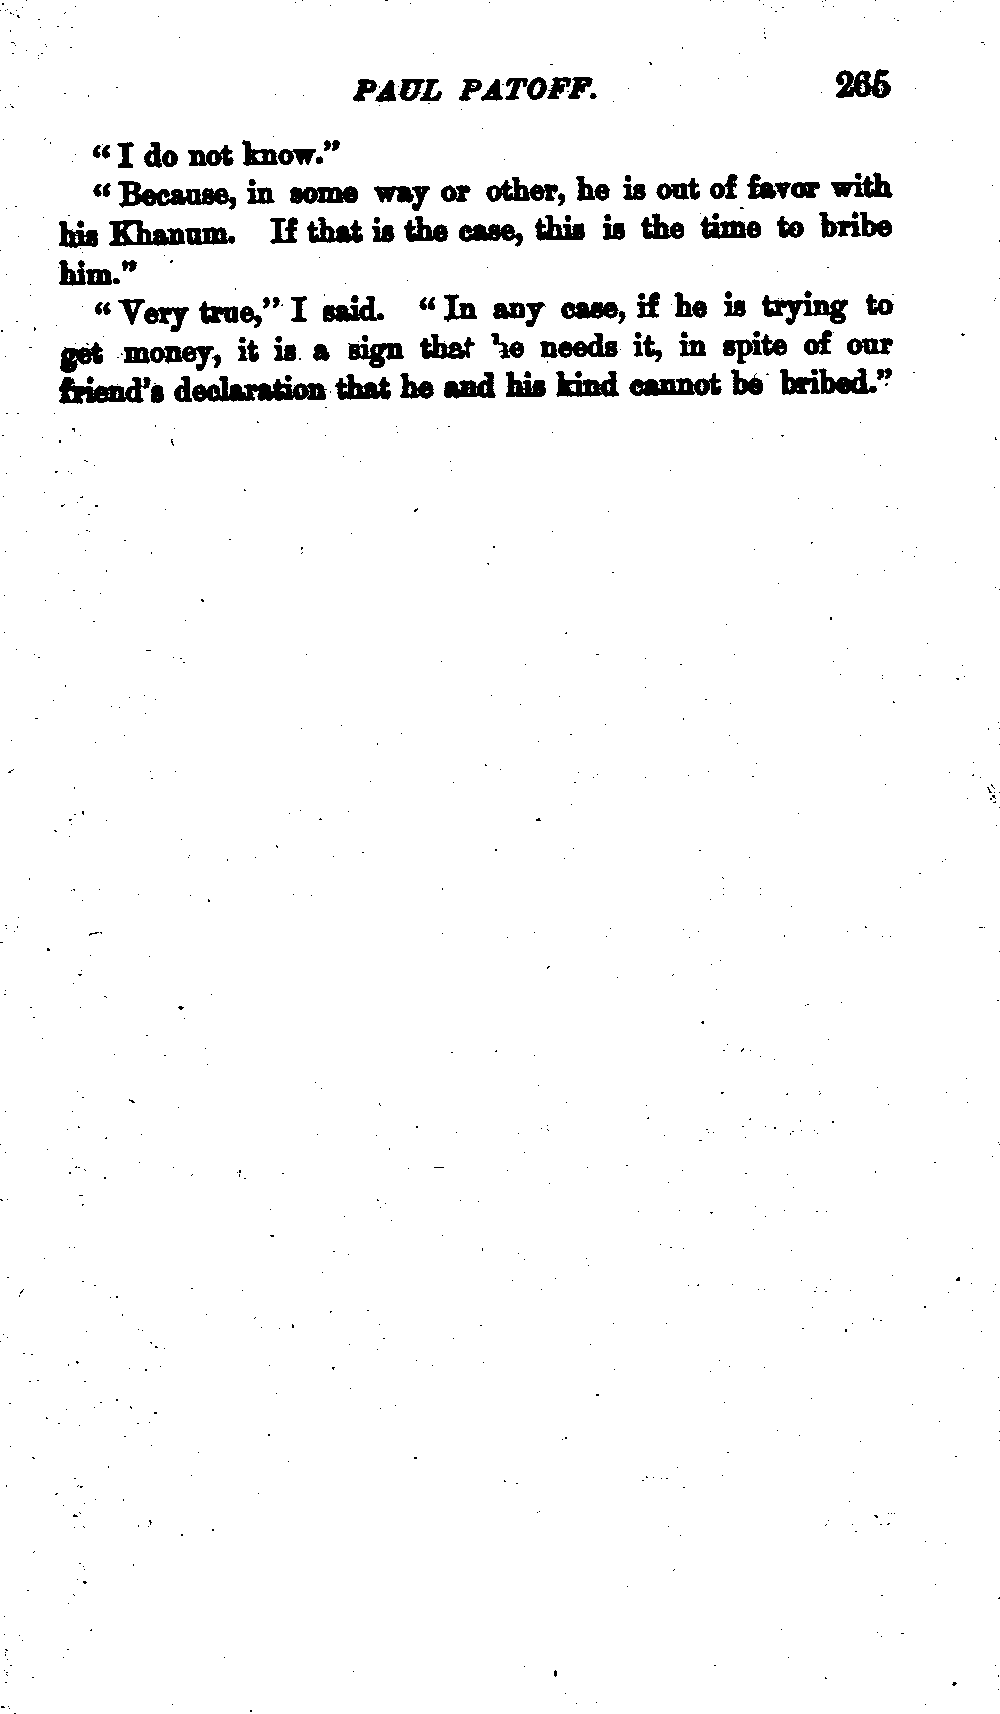 PAUL PATOFF. 265
"I do not know."
"Because, in some way or other, he is out of favor with
his Khanum. If that is the case, this is the time to bribe
him."
"Very true," I said. "In any case, if he is trying to
get money, it is a sign that he needs it, in spite of our
friend's declaration that he and his kind cannot be bribed."